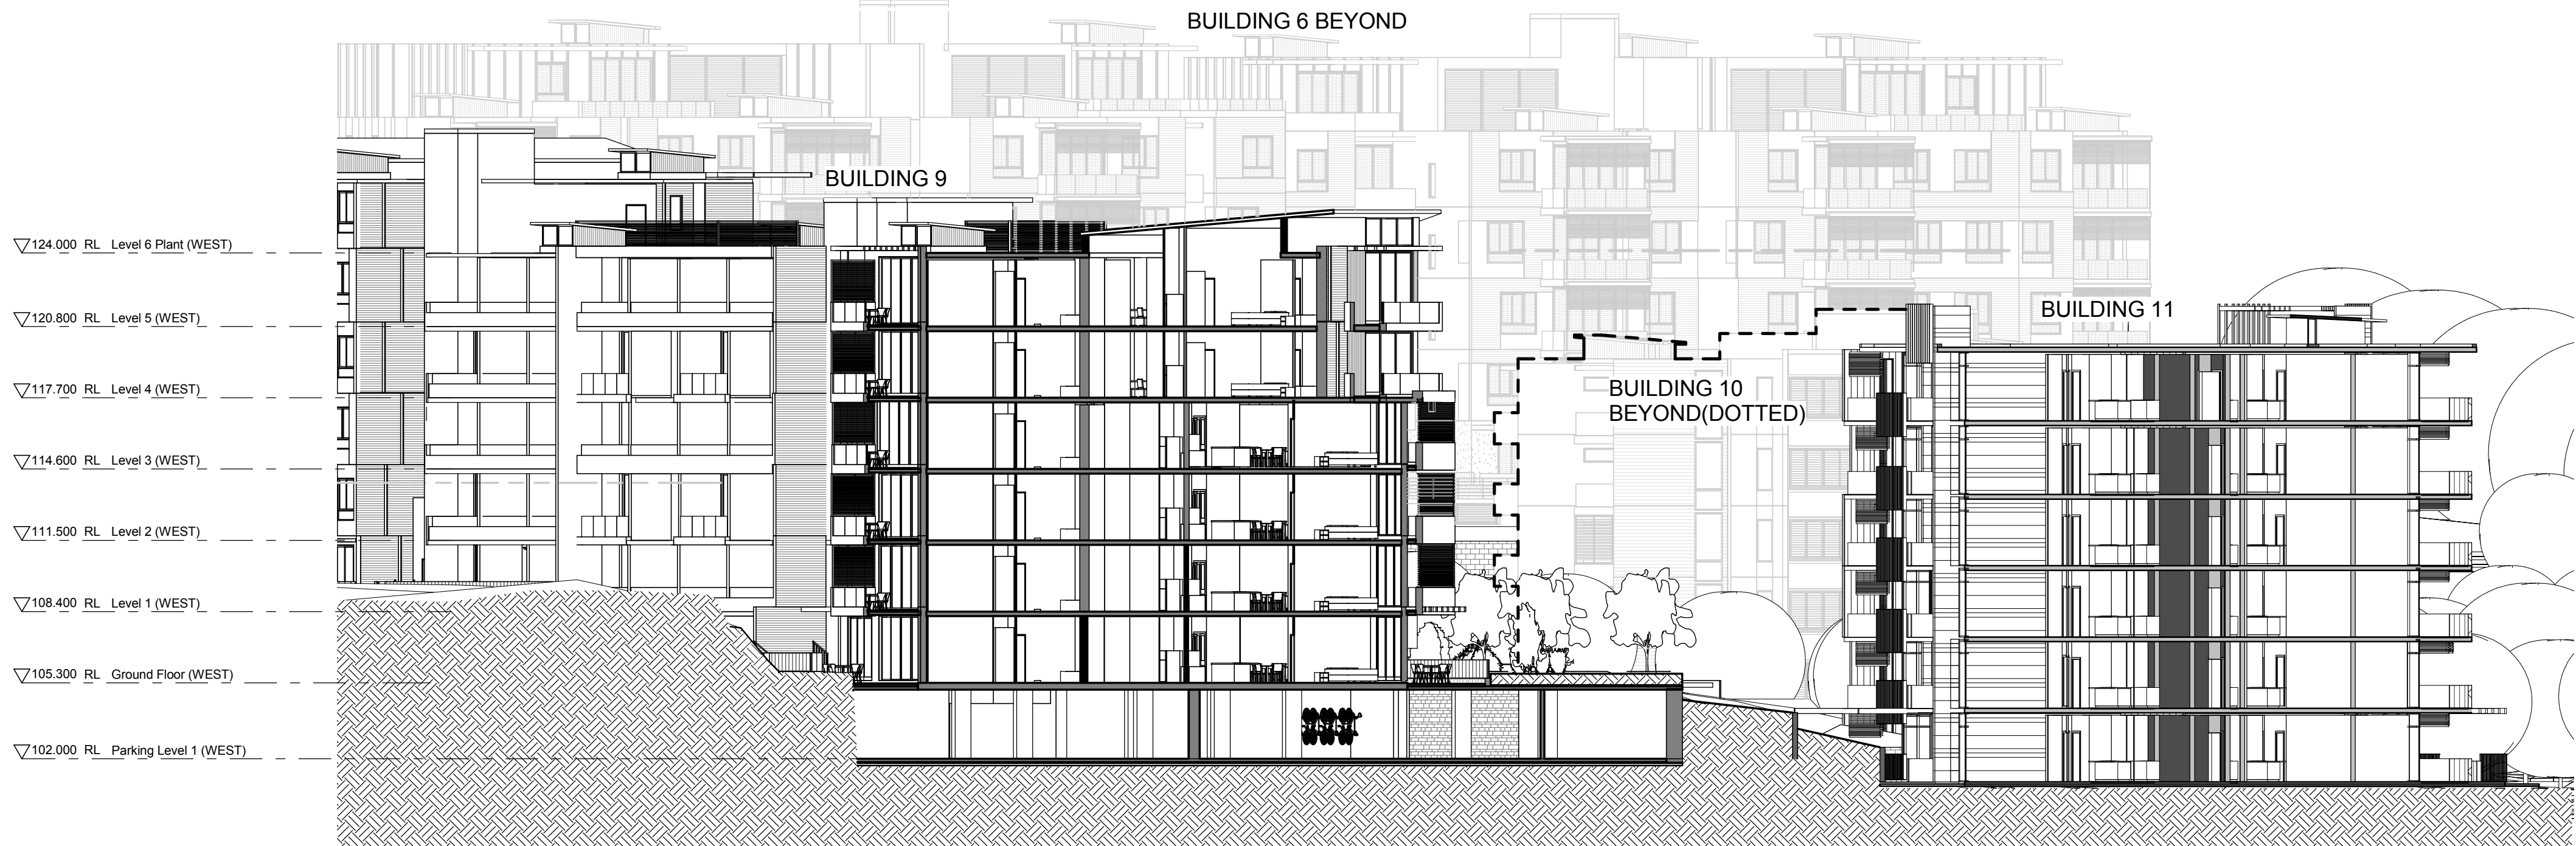 BUILDING 6 BEYOND
BUILDING 9
124.000 RL Level 6 Plant (WEST)
120.800 RL Level 5 (WEST)
BUILDING 11
117.700 RL Level 4 (WEST)
BUILDING 10
BEYOND(DOTTED)
114.600 RL Level 3 (WEST)
111.500 RL Level 2 (WEST)
108.400 RL Level 1 (WEST)
105.300 RL Ground Floor (WEST)
102.000 RL Parking Level 1 (WEST)